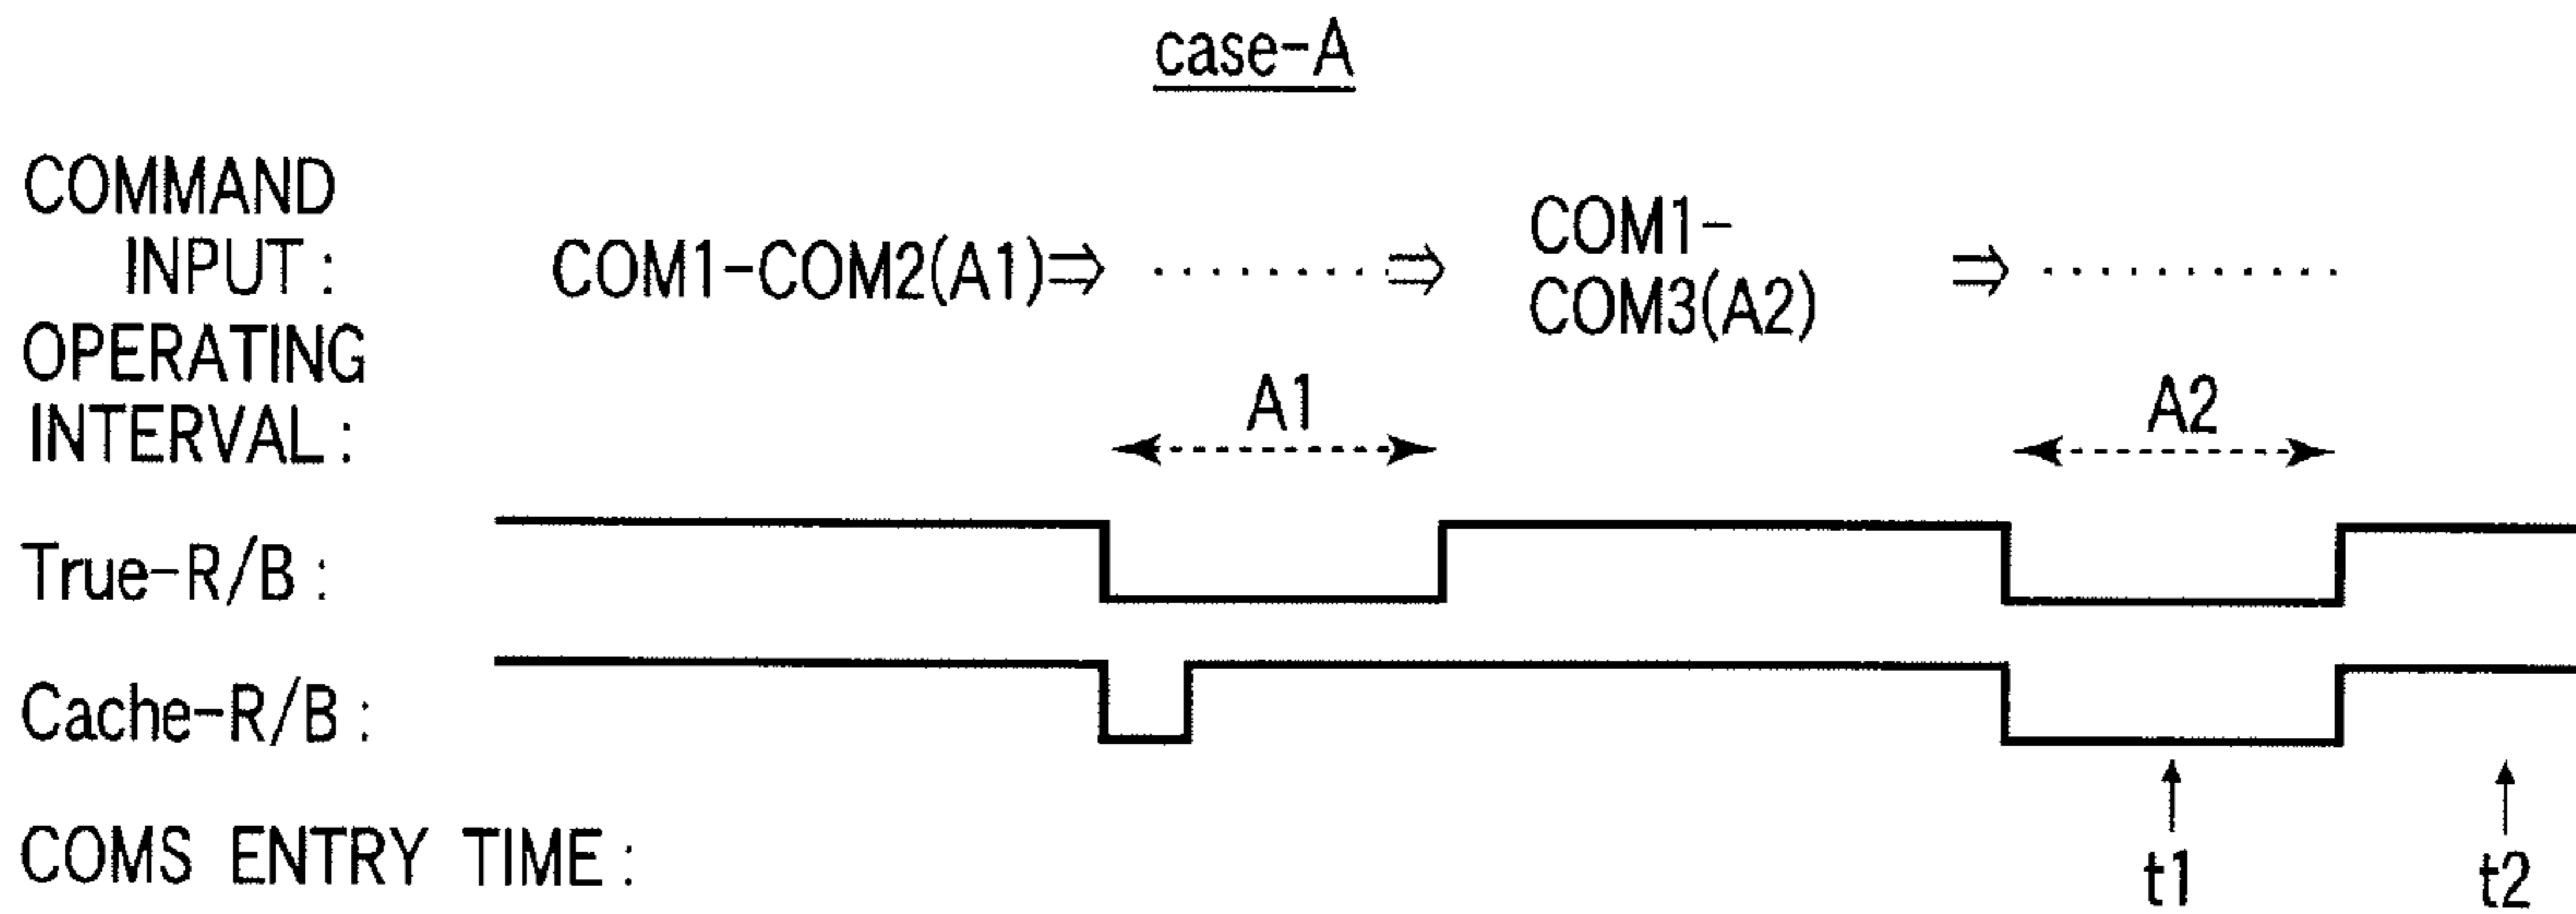 case-A
COMMAND
INPUT :
COM1-COM2(A1)⇒ ·········⇒ COM1-
COM3(A2) ⇒ ···········
OPERATING
INTERVAL :
A1 A2
True-R/B :
Cache-R/B :
COMS ENTRY TIME : t1 t2